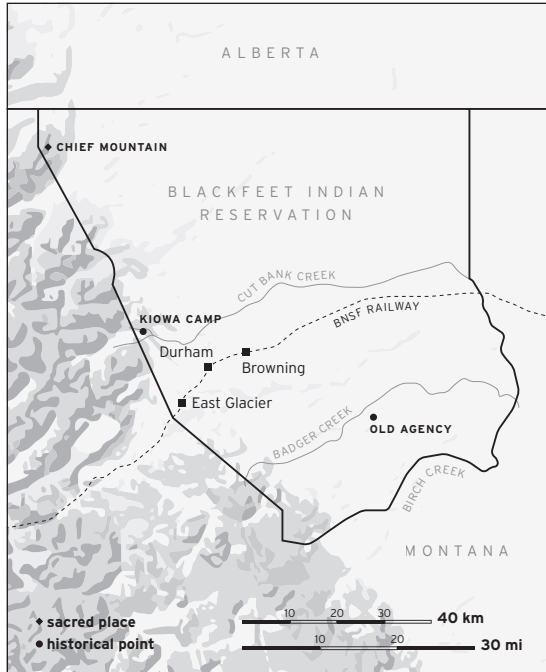 ALBERTA
CHIEF MOUNTAIN
BLACKFEET INDIAN
RESERVATION
CUT BANK CREEK
KIOWA CAMP
BNSF RAILWAY
Durham
Browning
East Glacier
BADGER CREEK
OLD AGENCY
BIRCH CREEK
MONTANA
sacred place
historical point
10 20 30 40 km
10 20 30 mi